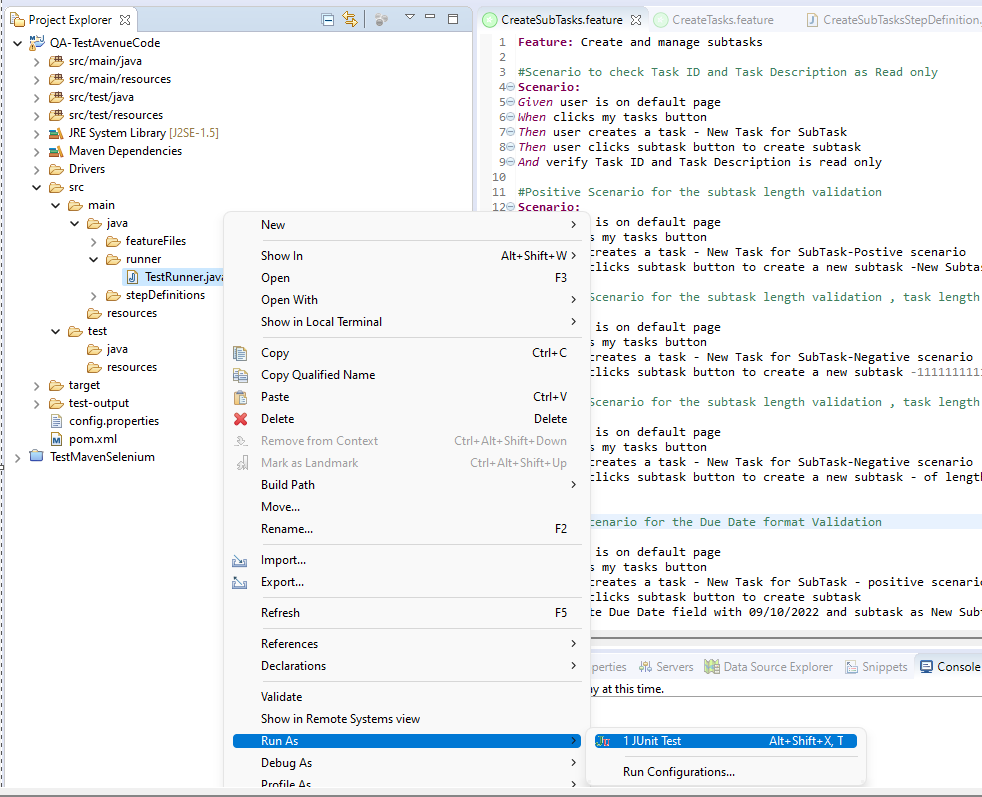 Project Explorer
QA-TestAvenueCode
src/main/java
src/main/resources
src/test/java
src/test/resources
JRE System Library [J2SE-1.5]
Maven Dependencies
Drivers
src
main
java
featureFiles
runner
TestRunner.java
stepDefinitions
resources
test
java
resources
target
test-output
config.properties
pom.xml
TestMavenSelenium
New
Show In Alt+Shift+W
Open F3
Open With
Show in Local Terminal
Copy Ctrl+C
Copy Qualified Name
Paste Ctrl+V
Delete Delete
Remove from Context Ctrl+Alt+Shift+Down
Mark as Landmark Ctrl+Alt+Shift+Up
Build Path
Move...
Rename... F2
Import...
Export...
Refresh F5
References
Declarations
Validate
Show in Remote Systems view
Run As
Debug As
Profile As
1 JUnit Test Alt+Shift+X, T
Run Configurations...
CreateSubTasks.feature CreateTasks.feature CreateSubTasksStepDefinition.
1 Feature: Create and manage subtasks
2
3 #Scenario to check Task ID and Task Description as Read only
4 Scenario:
5 Given user is on default page
6 When clicks my tasks button
7 Then user creates a task - New Task for SubTask
8 Then user clicks subtask button to create subtask
9 And verify Task ID and Task Description is read only
10
11 #Positive Scenario for the subtask length validation
12 Scenario:
is on default page
s my tasks button
creates a task - New Task for SubTask-Postive scenario
clicks subtask button to create a new subtask -New Subtas
Scenario for the subtask length validation , task length
is on default page
s my tasks button
creates a task - New Task for SubTask-Negative scenario
clicks subtask button to create a new subtask -1111111111
Scenario for the subtask length validation , task length
is on default page
s my tasks button
creates a task - New Task for SubTask-Negative scenario
clicks subtask button to create a new subtask - of length
cenario for the Due Date format Validation
is on default page
s my tasks button
creates a task - New Task for SubTask - positive scenario
clicks subtask button to create subtask
te Due Date field with 09/10/2022 and subtask as New Subt
perties Servers Data Source Explorer Snippets Console
ay at this time.